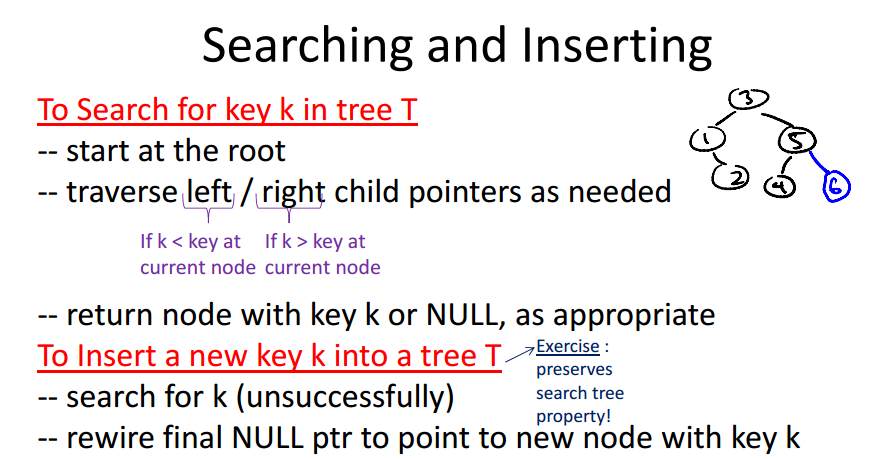 Searching and Inserting
To Search for key k in tree T
-- start at the root
-- traverse left / right child pointers as needed
If k < key at
current node
If k > key at
current node
-- return node with key k or NULL, as appropriate
To Insert a new key k into a tree T
-- search for k (unsuccessfully)
-- rewire final NULL ptr to point to new node with key k
Exercise :
preserves
search tree
property!
3
1 5
2 4 6